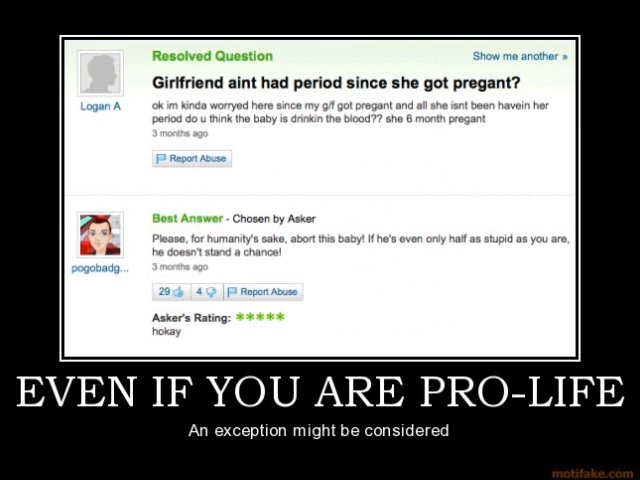 Resolved Question
Show me another »
Girlfriend aint had period since she got pregant?
Logan A
ok im kinda worryed here since my g/f got pregant and all she isnt been havein her
period do u think the baby is drinkin the blood?? she 6 month pregant
3 months ago
Report Abuse
Best Answer - Chosen by Asker
Please, for humanity's sake, abort this baby! If he's even only half as stupid as you are,
he doesn't stand a chance!
pogobadg...
3 months ago
29
4
Report Abuse
Asker's Rating: *****
hokay
EVEN IF YOU ARE PRO-LIFE
An exception might be considered
motifake.com